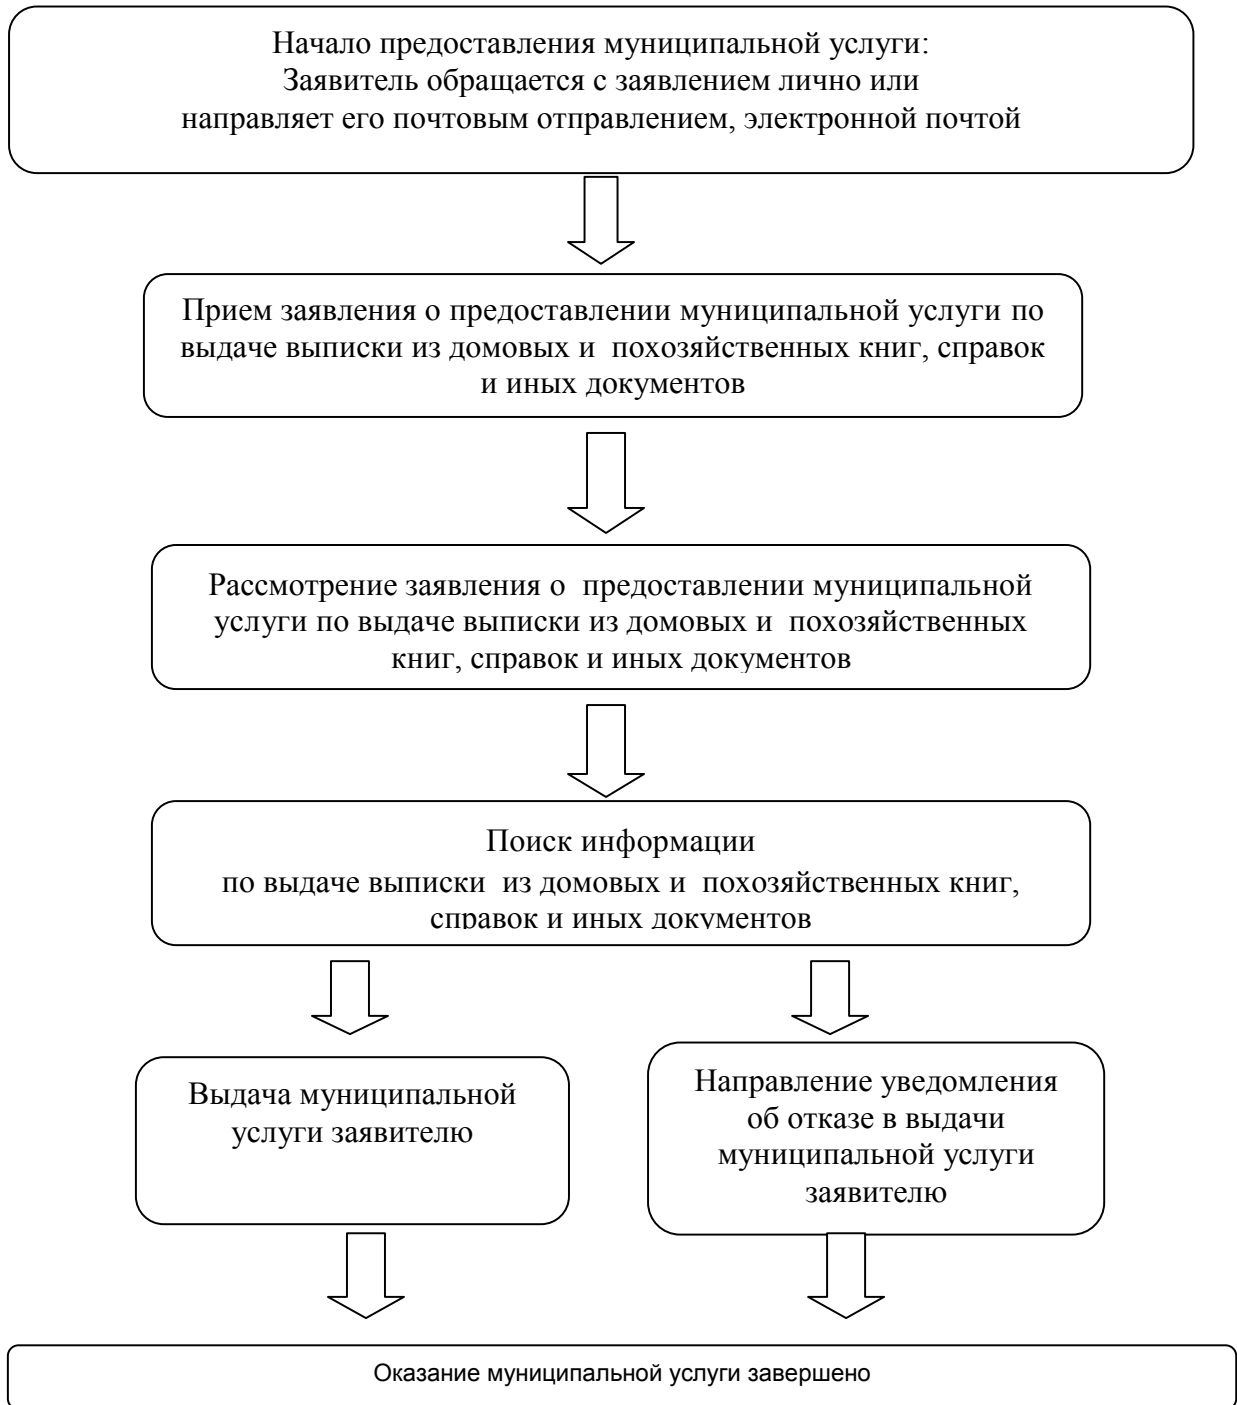 Начало предоставления муниципальной услуги:
Заявитель обращается с заявлением лично или
направляет его почтовым отправлением, электронной почтой
Прием заявления о предоставлении муниципальной услуги по
выдаче выписки из домовых и похозяйственных книг, справок
и иных документов
Рассмотрение заявления о предоставлении муниципальной
услуги по выдаче выписки из домовых и похозяйственных
книг, справок и иных документов
Поиск информации
по выдаче выписки из домовых и похозяйственных книг,
справок и иных документов
Выдача муниципальной
услуги заявителю
Направление уведомления
об отказе в выдачи
муниципальной услуги
заявителю
Оказание муниципальной услуги завершено